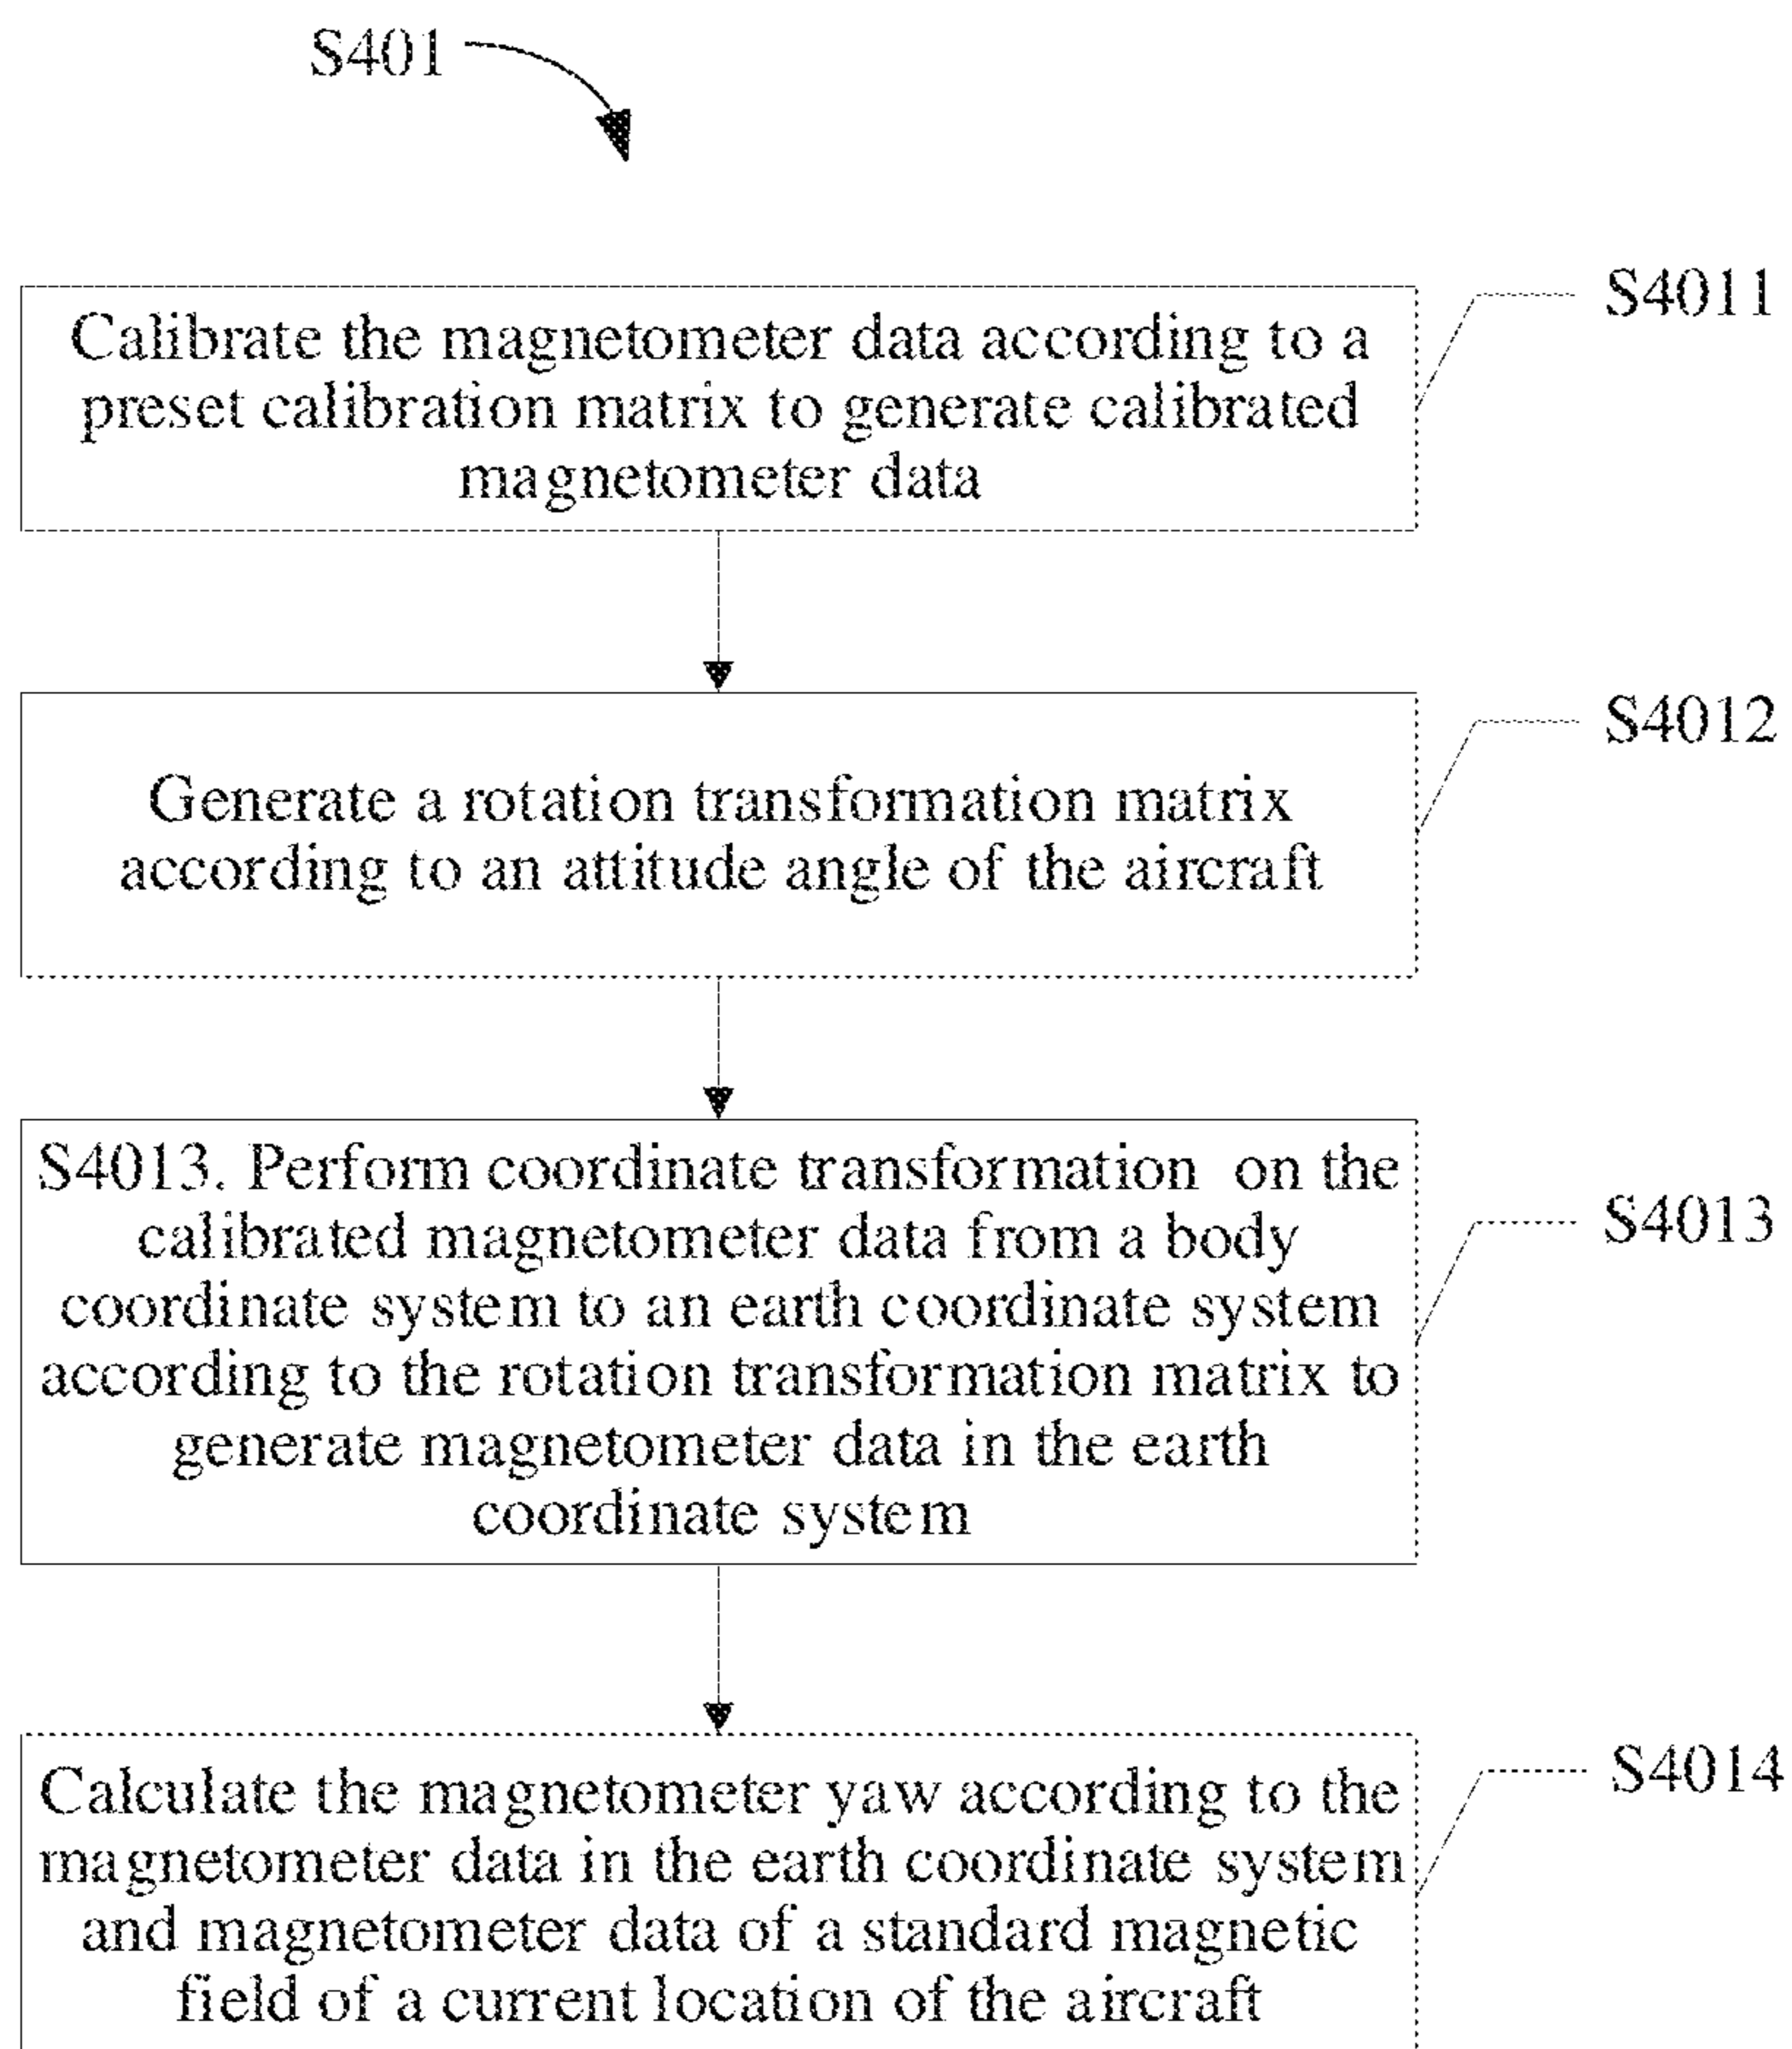 S401
S4011
Calibrate the magnetometer data according to a
preset calibration matrix to generate calibrated
magnetometer data
S4012
Generate a rotation transformation matrix
according to an attitude angle of the aircraft
S4013. Perform coordinate transformation on the
calibrated magnetometer data from a body
coordinate system to an earth coordinate system
according to the rotation transformation matrix to
generate magnetometer data in the earth
coordinate system
S4013
Calculate the magnetometer yaw according to the
magnetometer data in the earth coordinate system
and magnetometer data of a standard magnetic
field of a current location of the aircraft
S4014